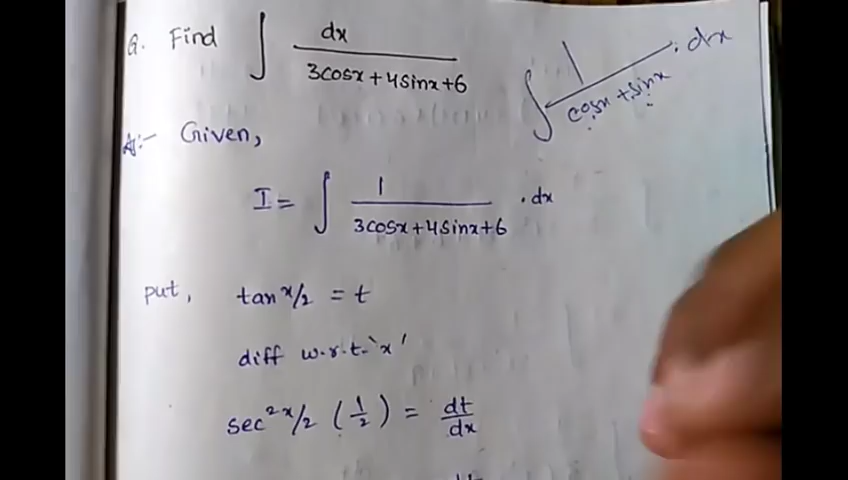 Q. Find ∫ dx / 3cosx+4sinx+6
∫ 1 / cosx + sinx . dx
A:- Given,
I = ∫ 1 / 3cosx+4sinx+6 . dx
put, tan x/2 = t
diff w.r.t. 'x'
sec² x/2 (1/2) = dt/dx